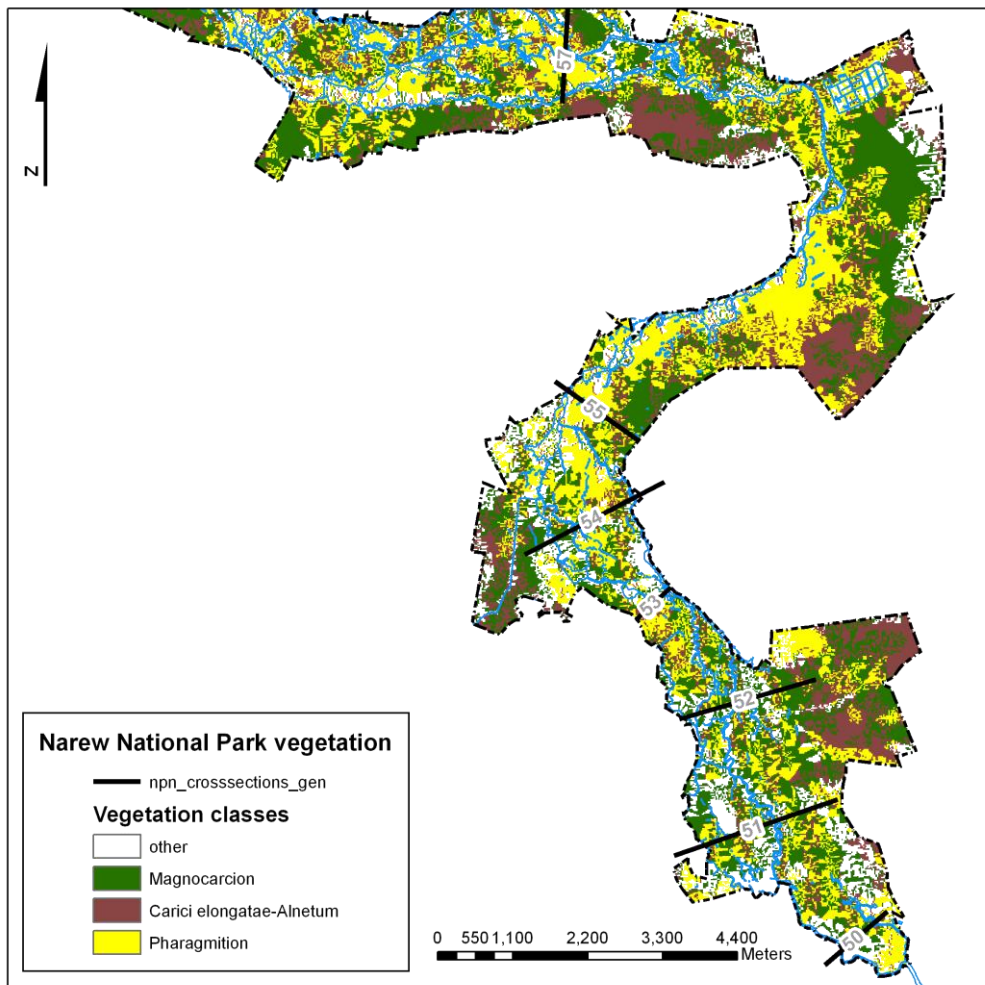 57
N
55
54
53
52
51
50
Narew National Park vegetation
npn_crosssections_gen
Vegetation classes
other
Magnocarcion
Carici elongatae-Alnetum
Pharagmition
0 550 1,100 2,200 3,300 4,400
Meters